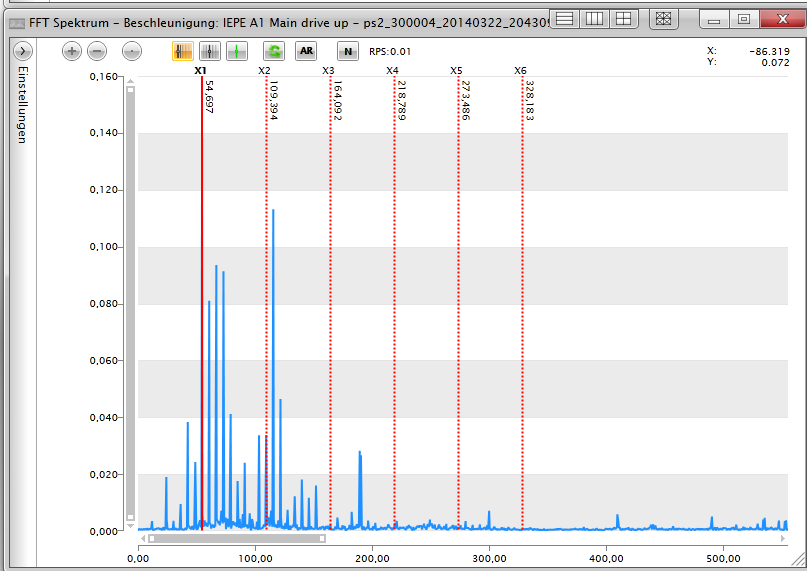 FFT Spektrum - Beschleunigung: IEPE A1 Main drive up - ps2_300004_20140322_204309
Einstellungen
AR
N
RPS:0.01
X: -86.319
Y: 0.072
X1 X2 X3 X4 X5 X6
54,697
109,394
164,092
218,789
273,486
328,183
0,160
0,140
0,120
0,100
0,080
0,060
0,040
0,020
0,000
0,00 100,00 200,00 300,00 400,00 500,00